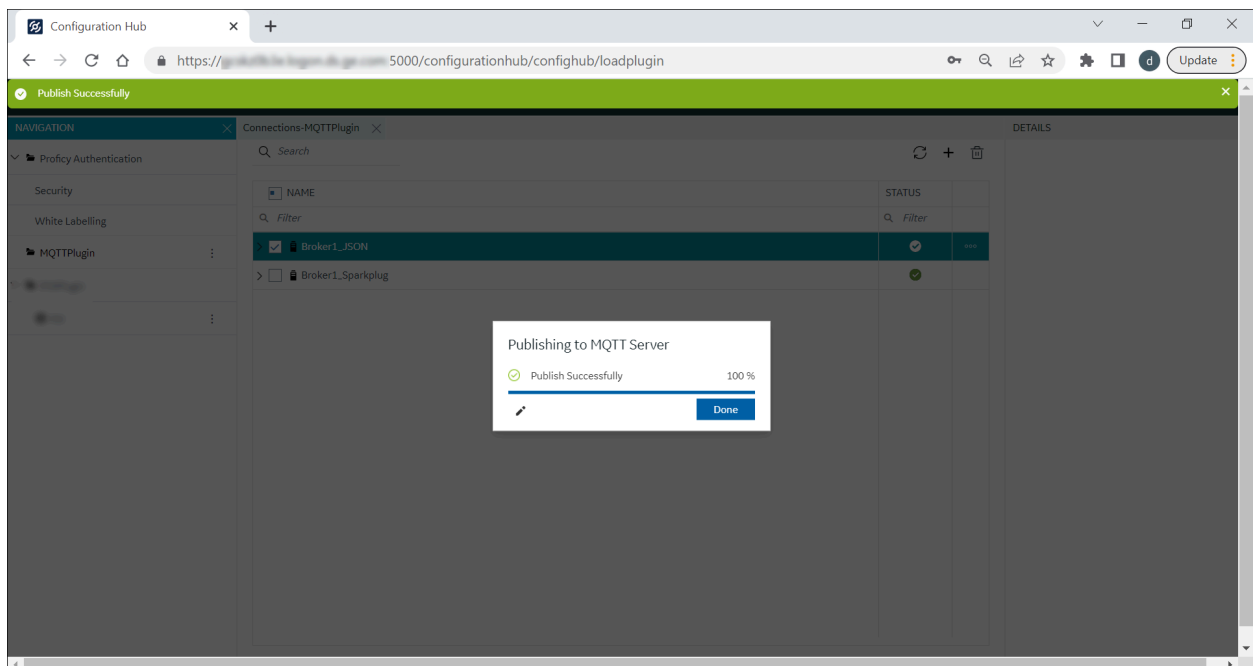 Configuration Hub
https:// 5000/configurationhub/confighub/loadplugin
d
Update
Publish Successfully
NAVIGATION
Connections-MQTTPlugin
DETAILS
Proficy Authentication
Search
Security
NAME
STATUS
White Labelling
Filter
Filter
MQTTPlugin
Broker1_JSON
Broker1_Sparkplug
Publishing to MQTT Server
Publish Successfully 100 %
Done